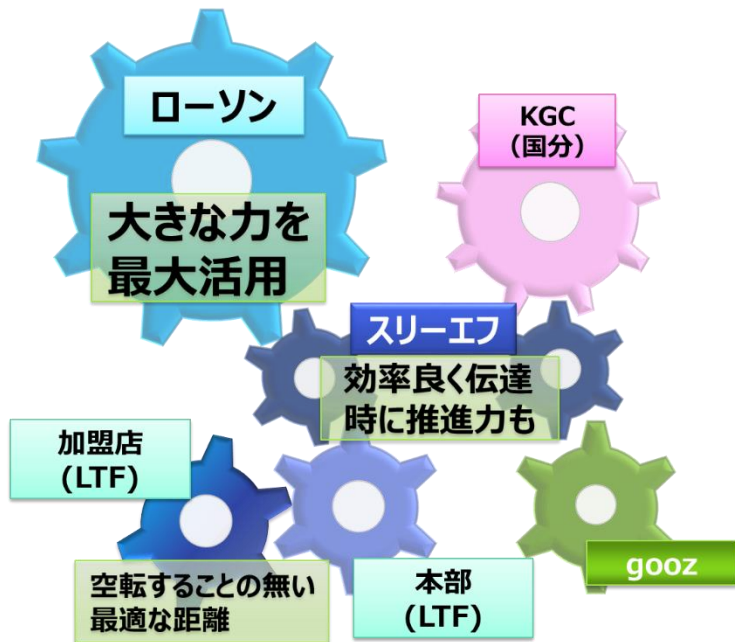 ローソン
大きな力を
最大活用
KGC
（国分）
スリーエフ
効率良く伝達
時に推進力も
加盟店
(LTF)
空転することの無い
最適な距離
本部
(LTF)
gooz